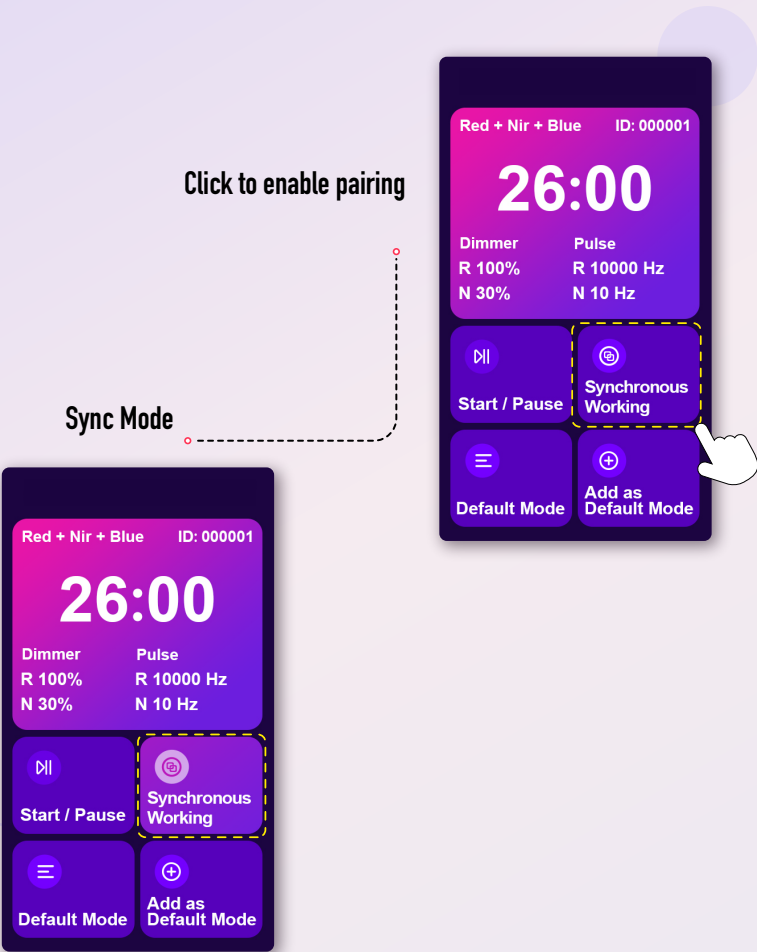 Click to enable pairing
Red + Nir + Blue ID: 000001
26:00
Dimmer Pulse
R 100% R 10000 Hz
N 30% N 10 Hz
Start / Pause
Synchronous
Working
Default Mode
Add as
Default Mode
Sync Mode
Red + Nir + Blue ID: 000001
26:00
Dimmer Pulse
R 100% R 10000 Hz
N 30% N 10 Hz
Start / Pause
Synchronous
Working
Default Mode
Add as
Default Mode